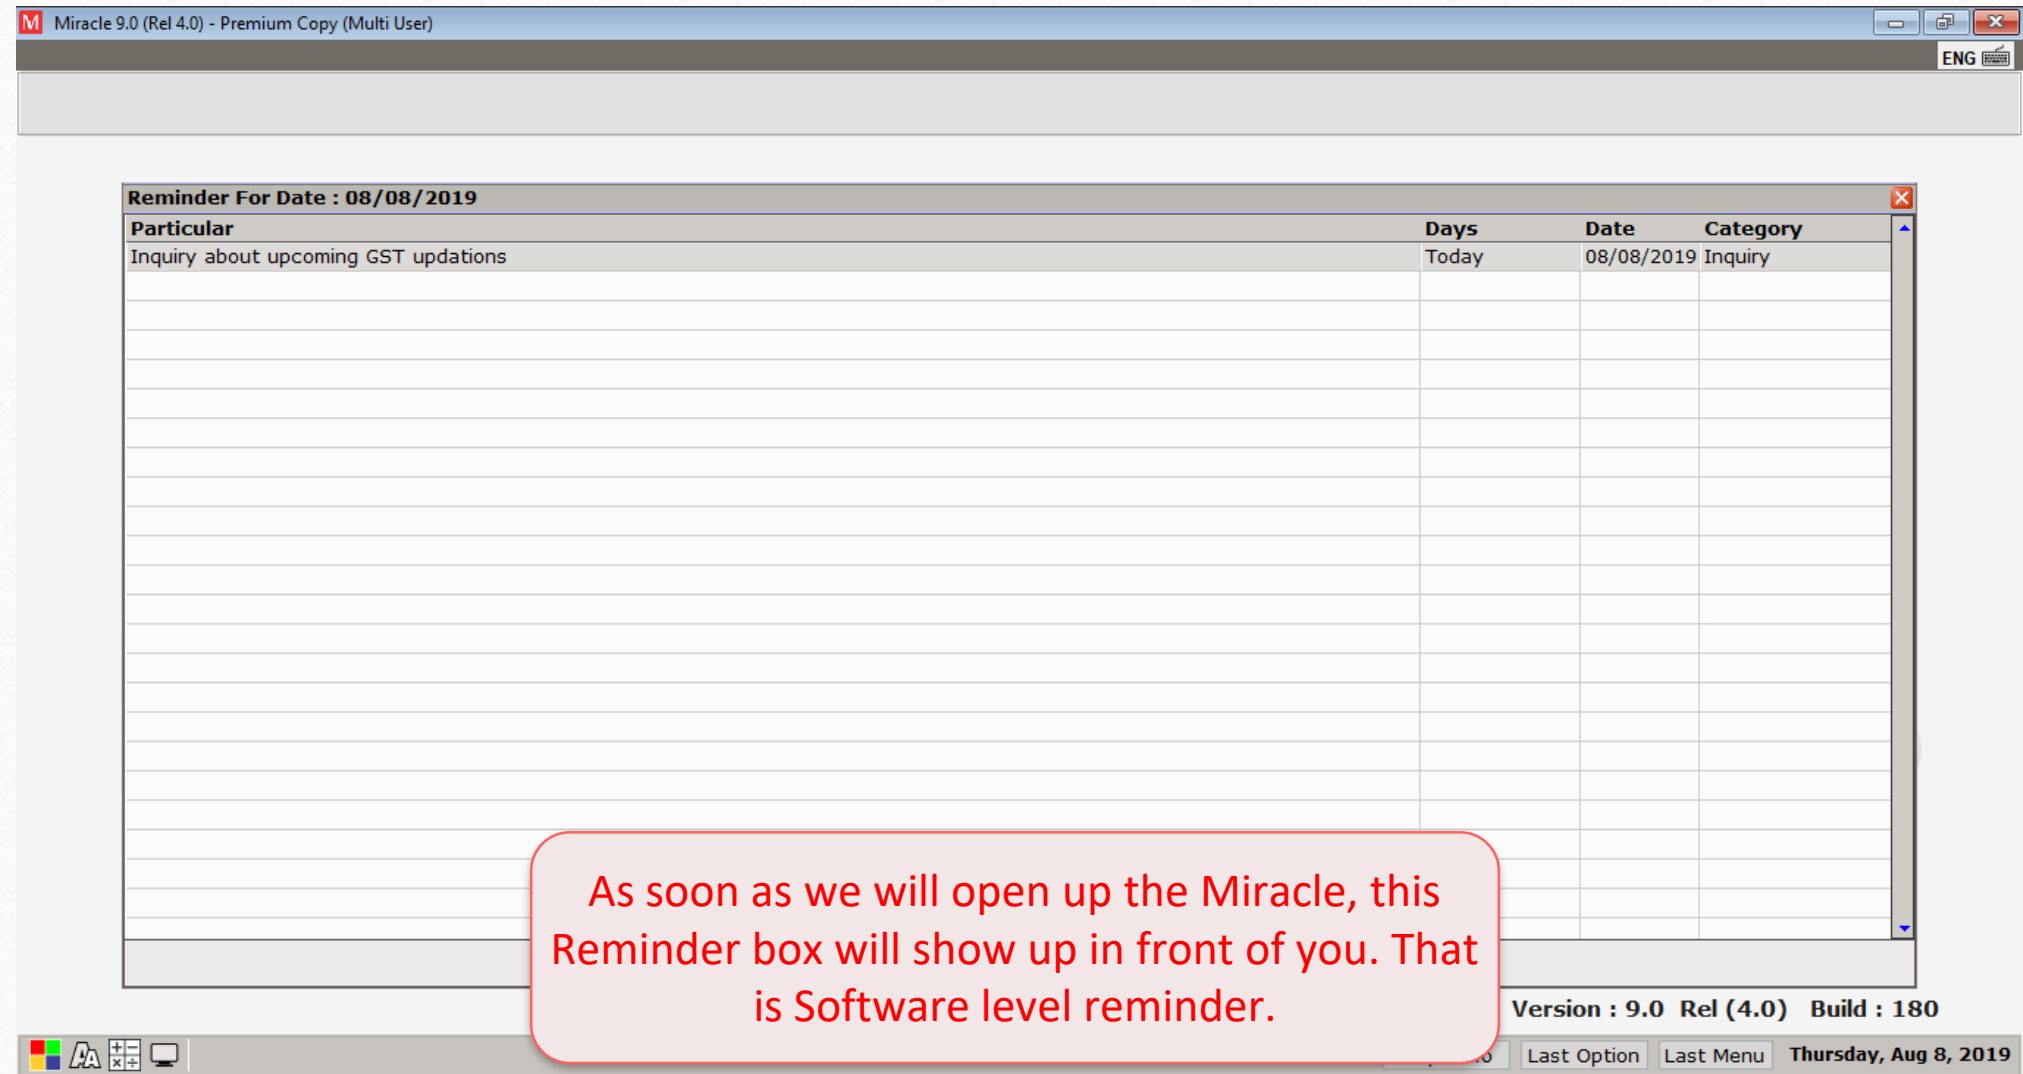 M Miracle 9.0 (Rel 4.0) - Premium Copy (Multi User)
ENG
Reminder For Date : 08/08/2019
Particular Days Date Category
Inquiry about upcoming GST updations Today 08/08/2019 Inquiry
As soon as we will open up the Miracle, this
Reminder box will show up in front of you. That
is Software level reminder.
Version : 9.0 Rel (4.0) Build : 180
Last Option Last Menu Thursday, Aug 8, 2019